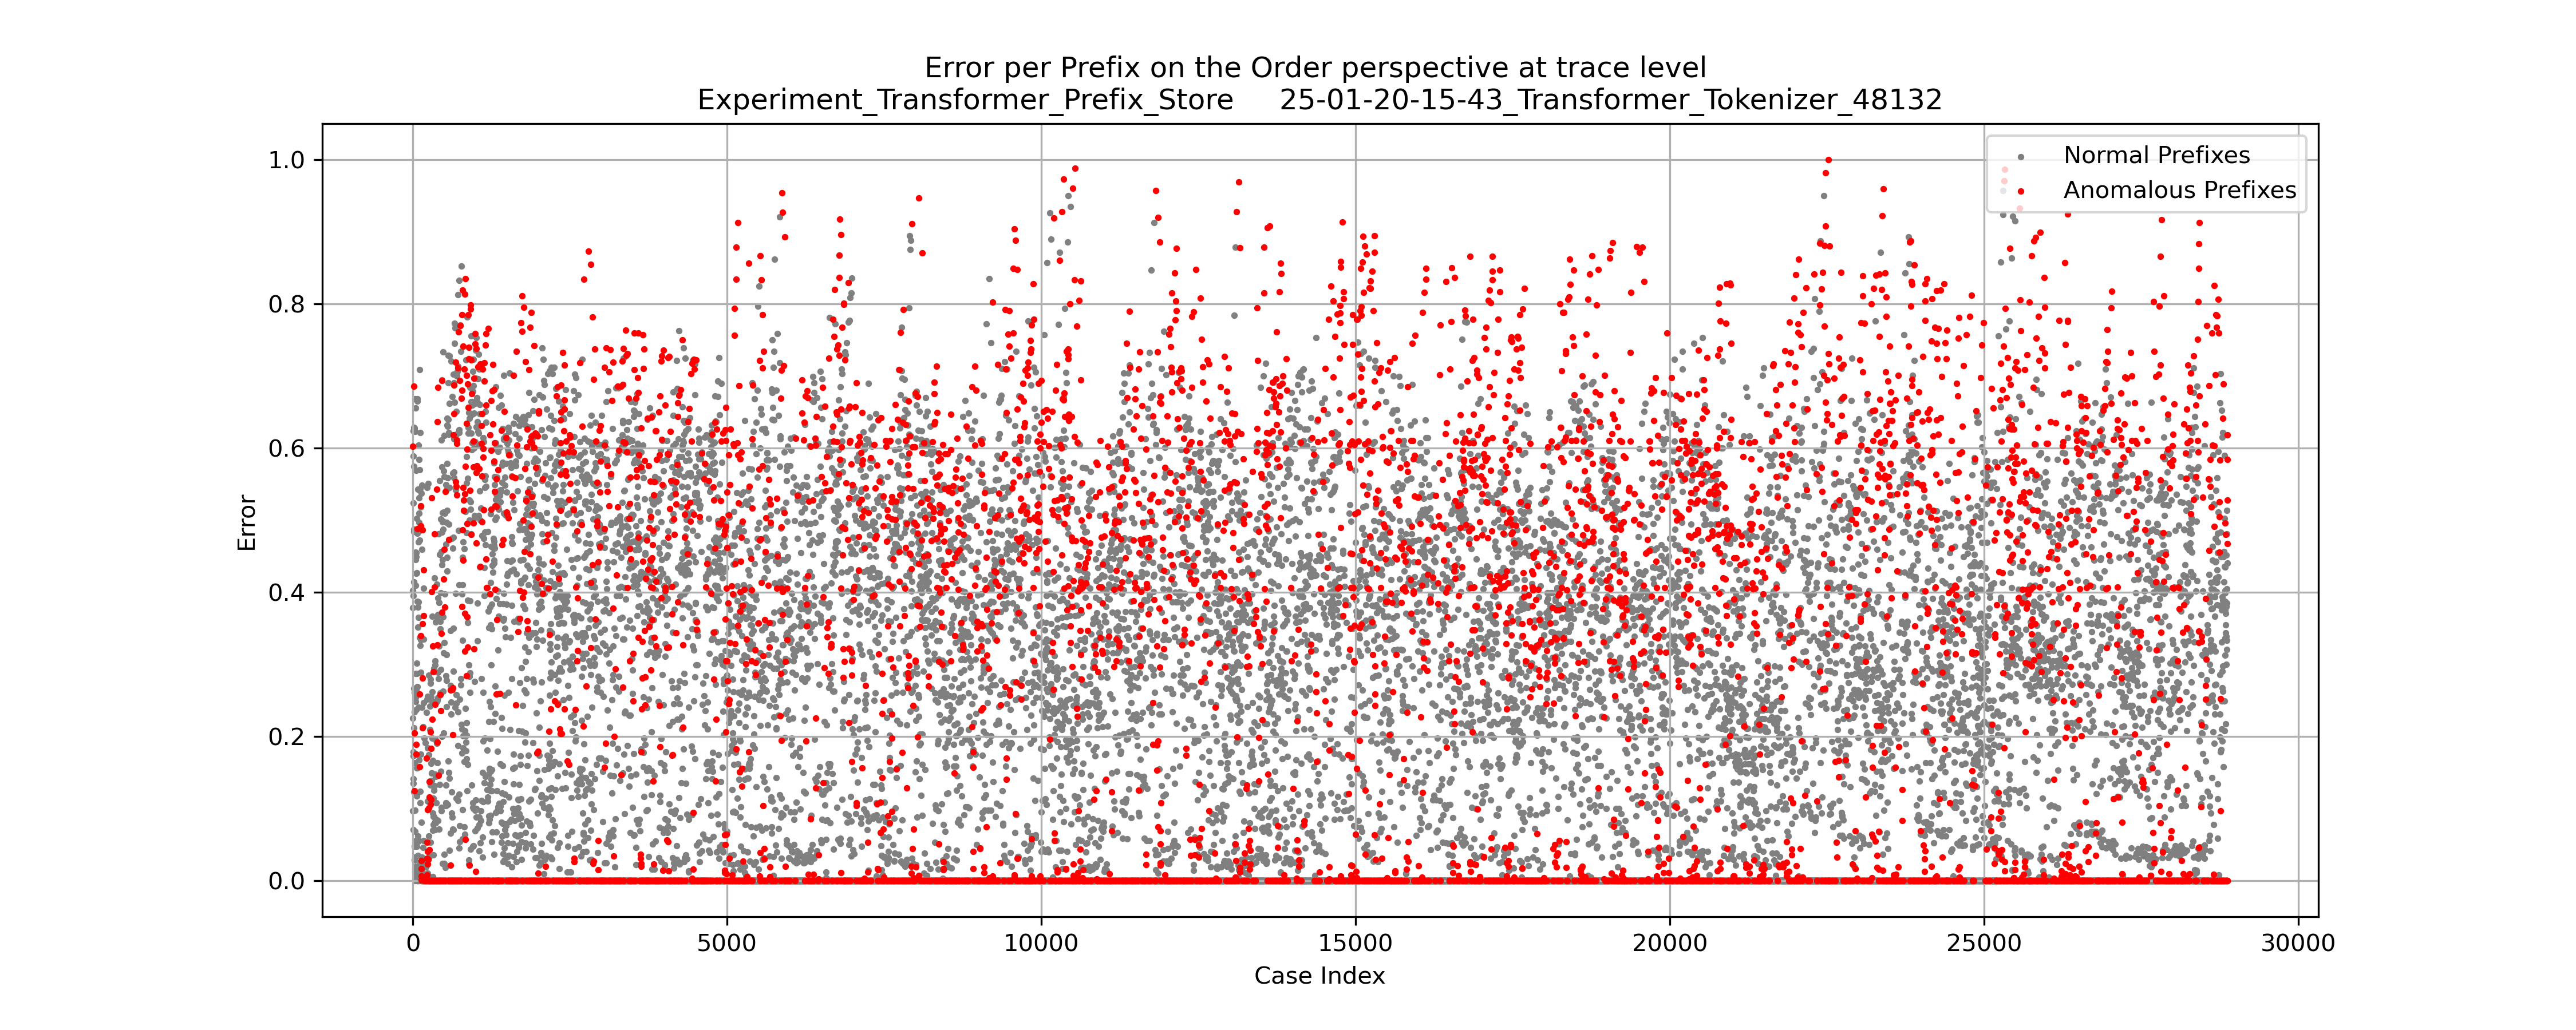 Error per Prefix on the Order perspective at trace level
Experiment_Transformer_Prefix_Store 25-01-20-15-43_Transformer_Tokenizer_48132
Normal Prefixes
Anomalous Prefixes
1.0
0.8
0.6
0.4
0.2
0.0
Error
0 5000 10000 15000 20000 25000 30000
Case Index